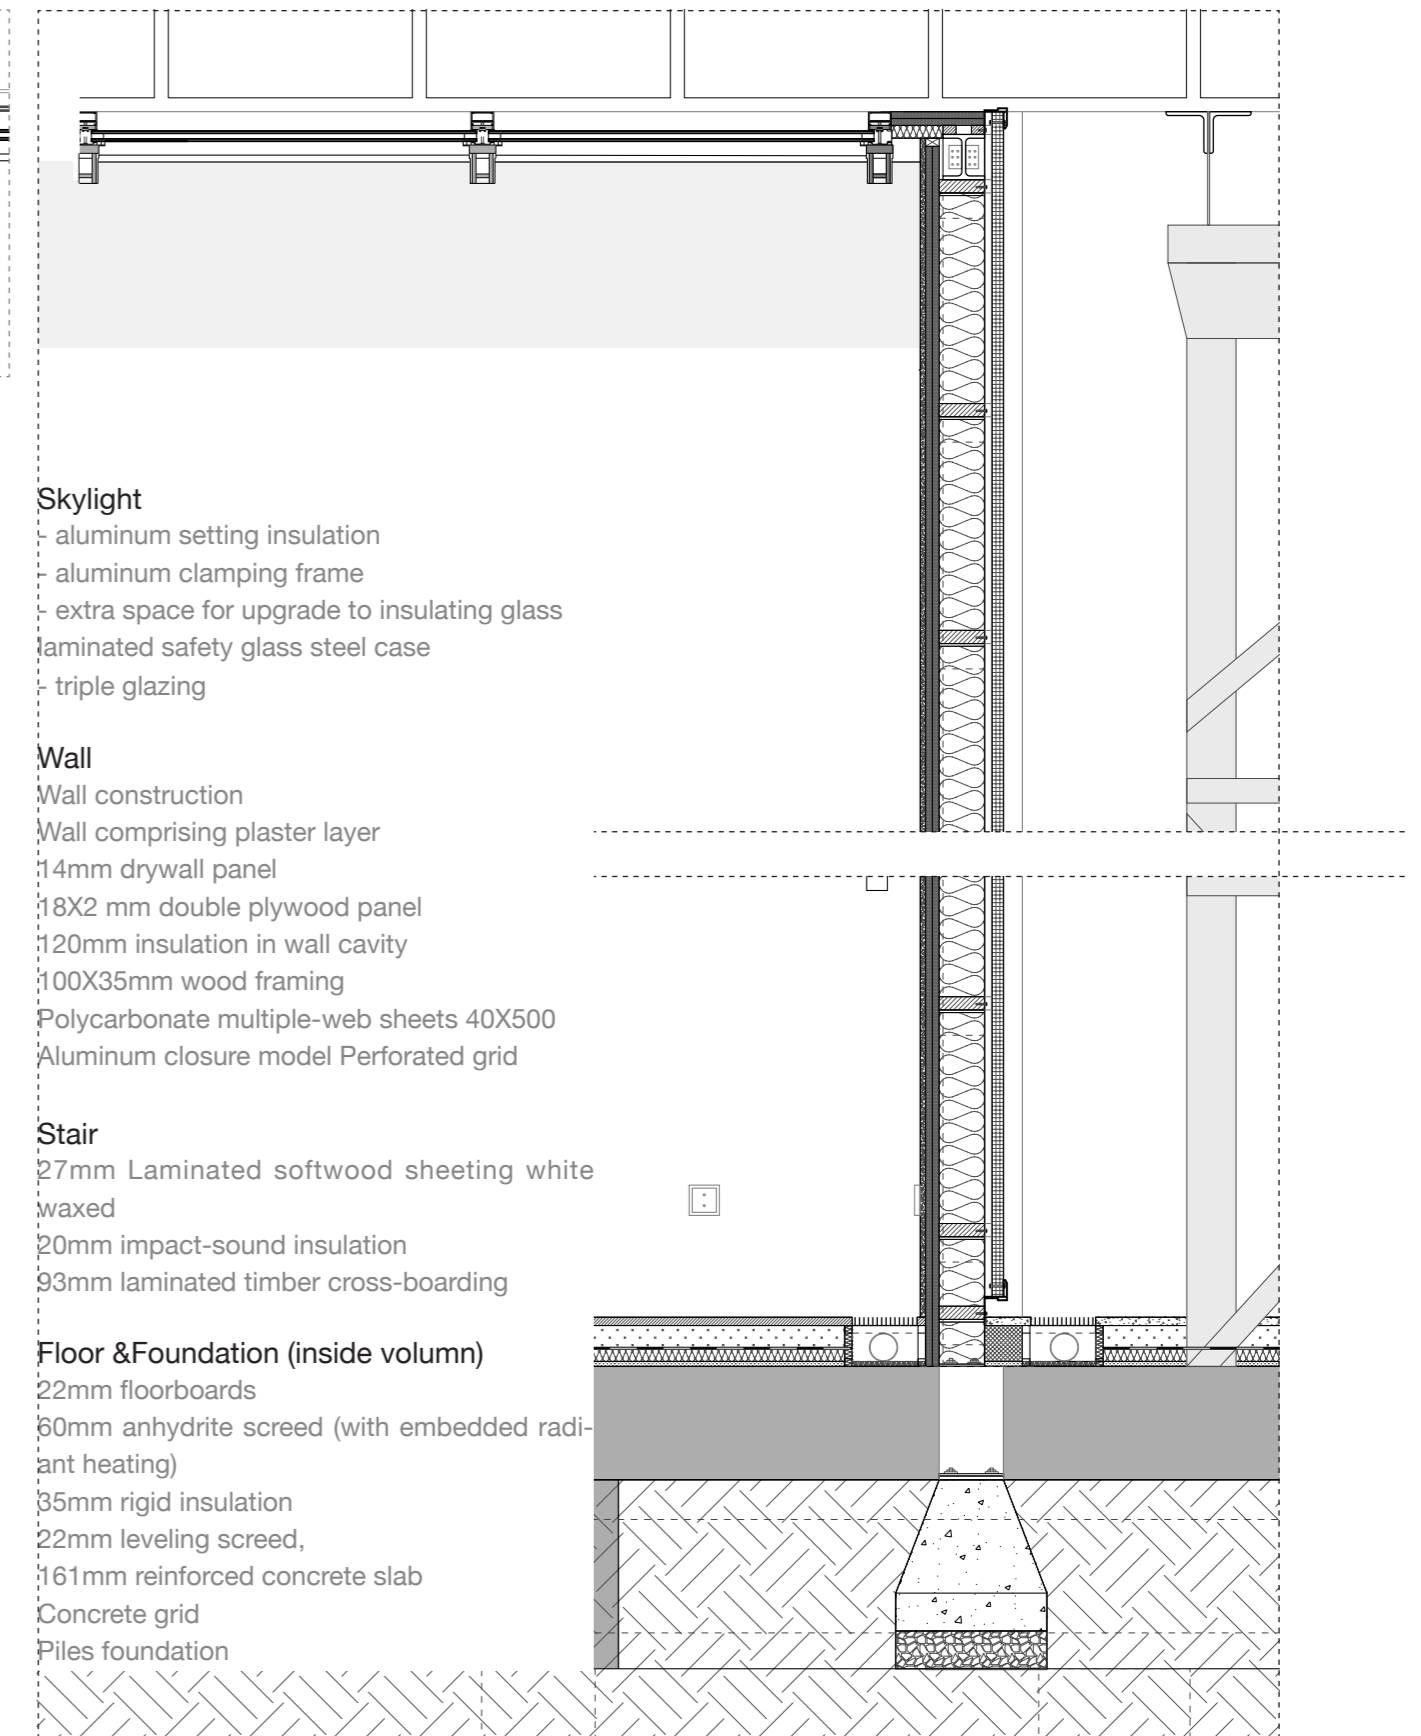 Skylight
- aluminum setting insulation
- aluminum clamping frame
- extra space for upgrade to insulating glass
laminated safety glass steel case
- triple glazing
Wall
Wall construction
Wall comprising plaster layer
14mm drywall panel
18X2 mm double plywood panel
120mm insulation in wall cavity
100X35mm wood framing
Polycarbonate multiple-web sheets 40X500
Aluminum closure model Perforated grid
Stair
27mm Laminated softwood sheeting white
waxed
20mm impact-sound insulation
93mm laminated timber cross-boarding
Floor &Foundation (inside volumn)
22mm floorboards
60mm anhydrite screed (with embedded radi-
ant heating)
35mm rigid insulation
22mm leveling screed,
161mm reinforced concrete slab
Concrete grid
Piles foundation